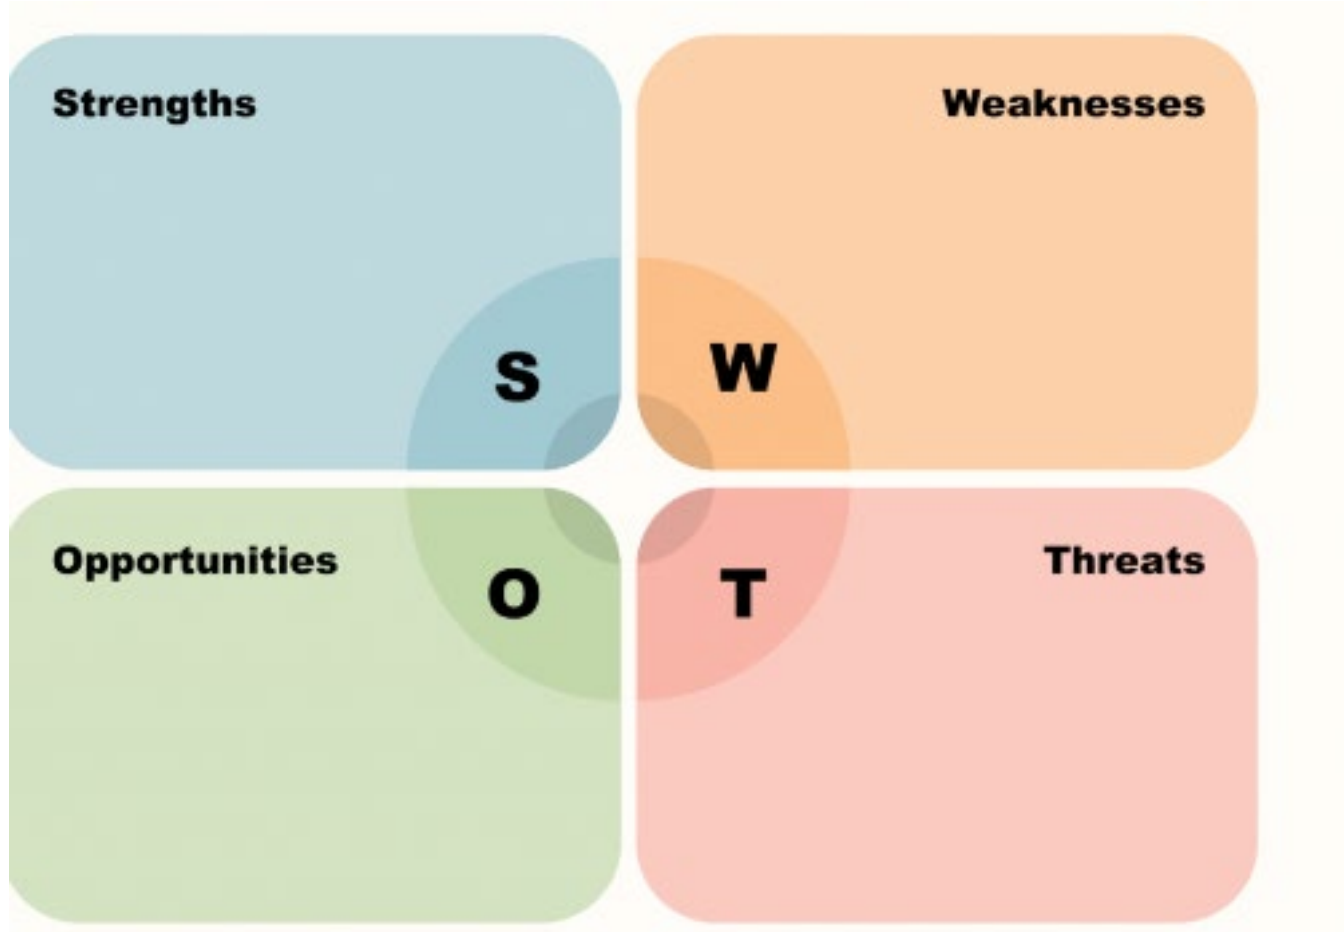 Strengths
Weaknesses
S
W
Opportunities
Threats
O
T